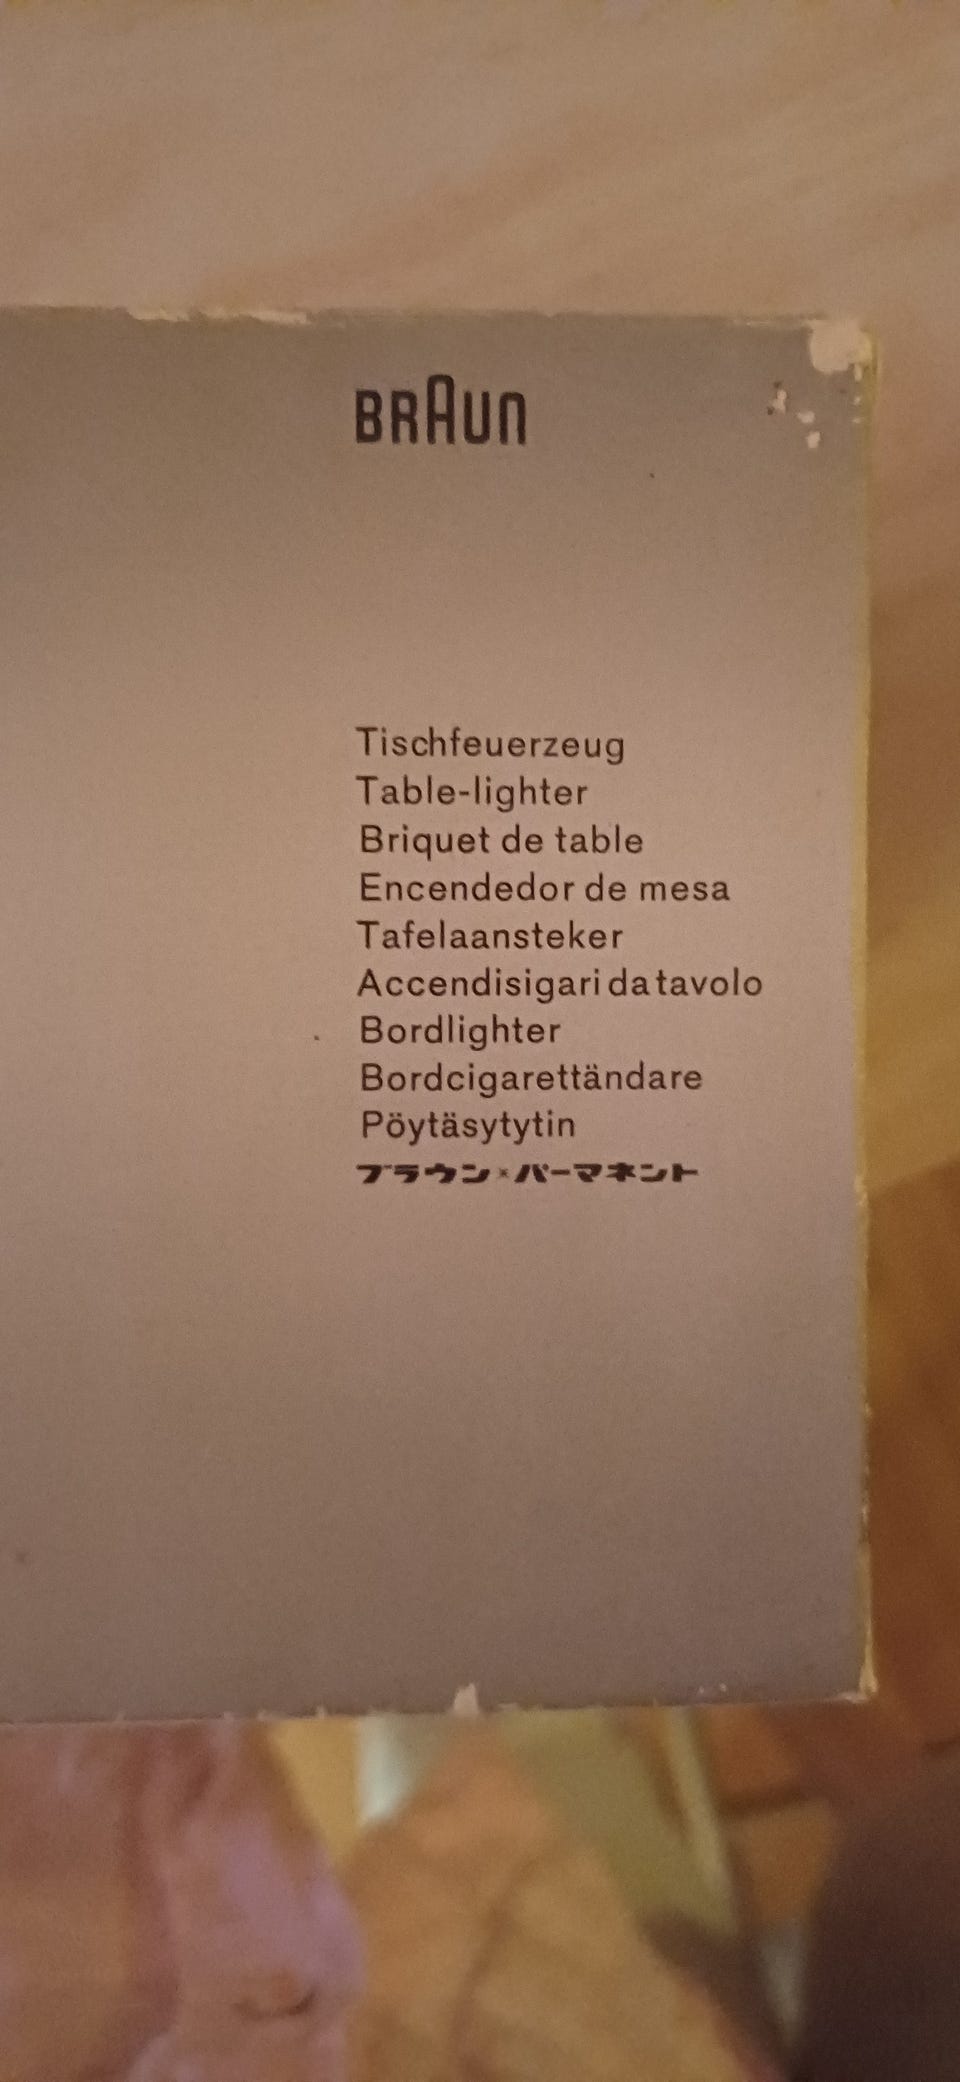 BRAUN
Tischfeuerzeug
Table-lighter
Briquet de table
Encendedor de mesa
Tafelaansteker
Accendisigari da tavolo
Bordlighter
Bordcigarettändare
Pöytäsytytin
ブラウン×パーマネント